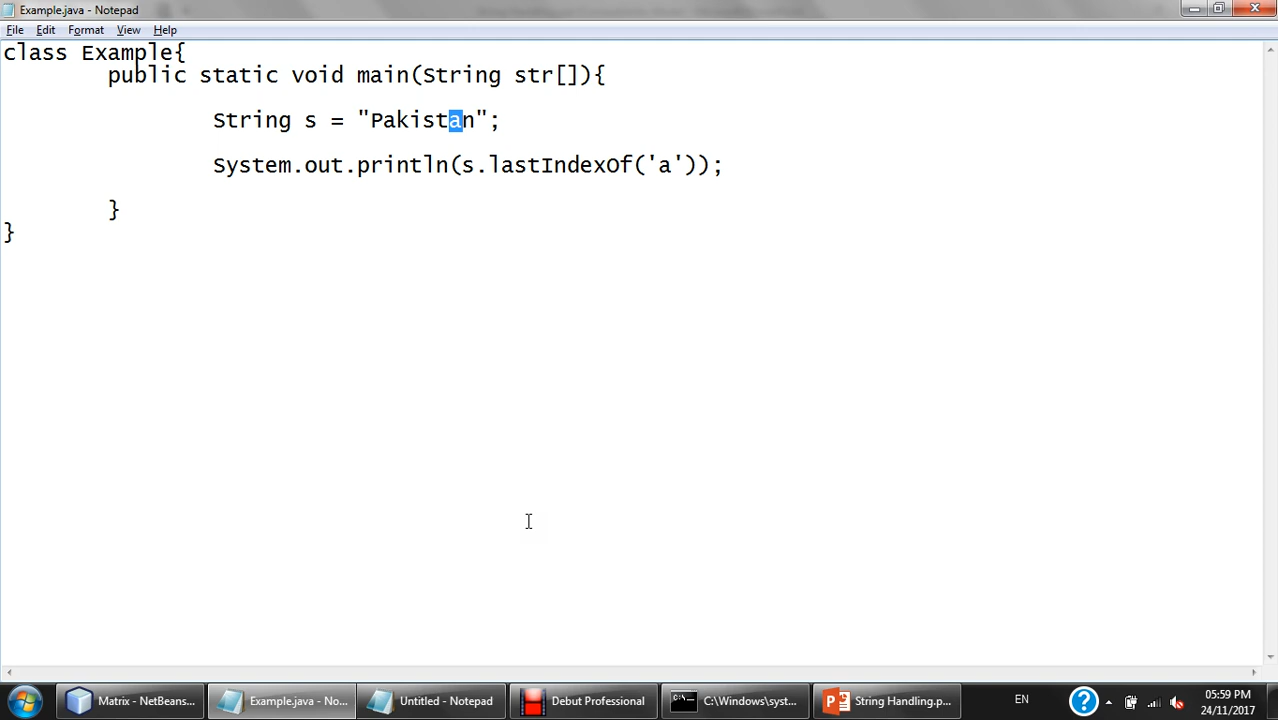 Example.java - Notepad
File Edit Format View Help
class Example{
public static void main(String str[]){
String s = "Pakistan";
System.out.println(s.lastIndexOf('a'));
}
}
Matrix - NetBeans... Example.java - No... Untitled - Notepad Debut Professional C:\Windows\syst... String Handling.p... EN 05:59 PM
24/11/2017